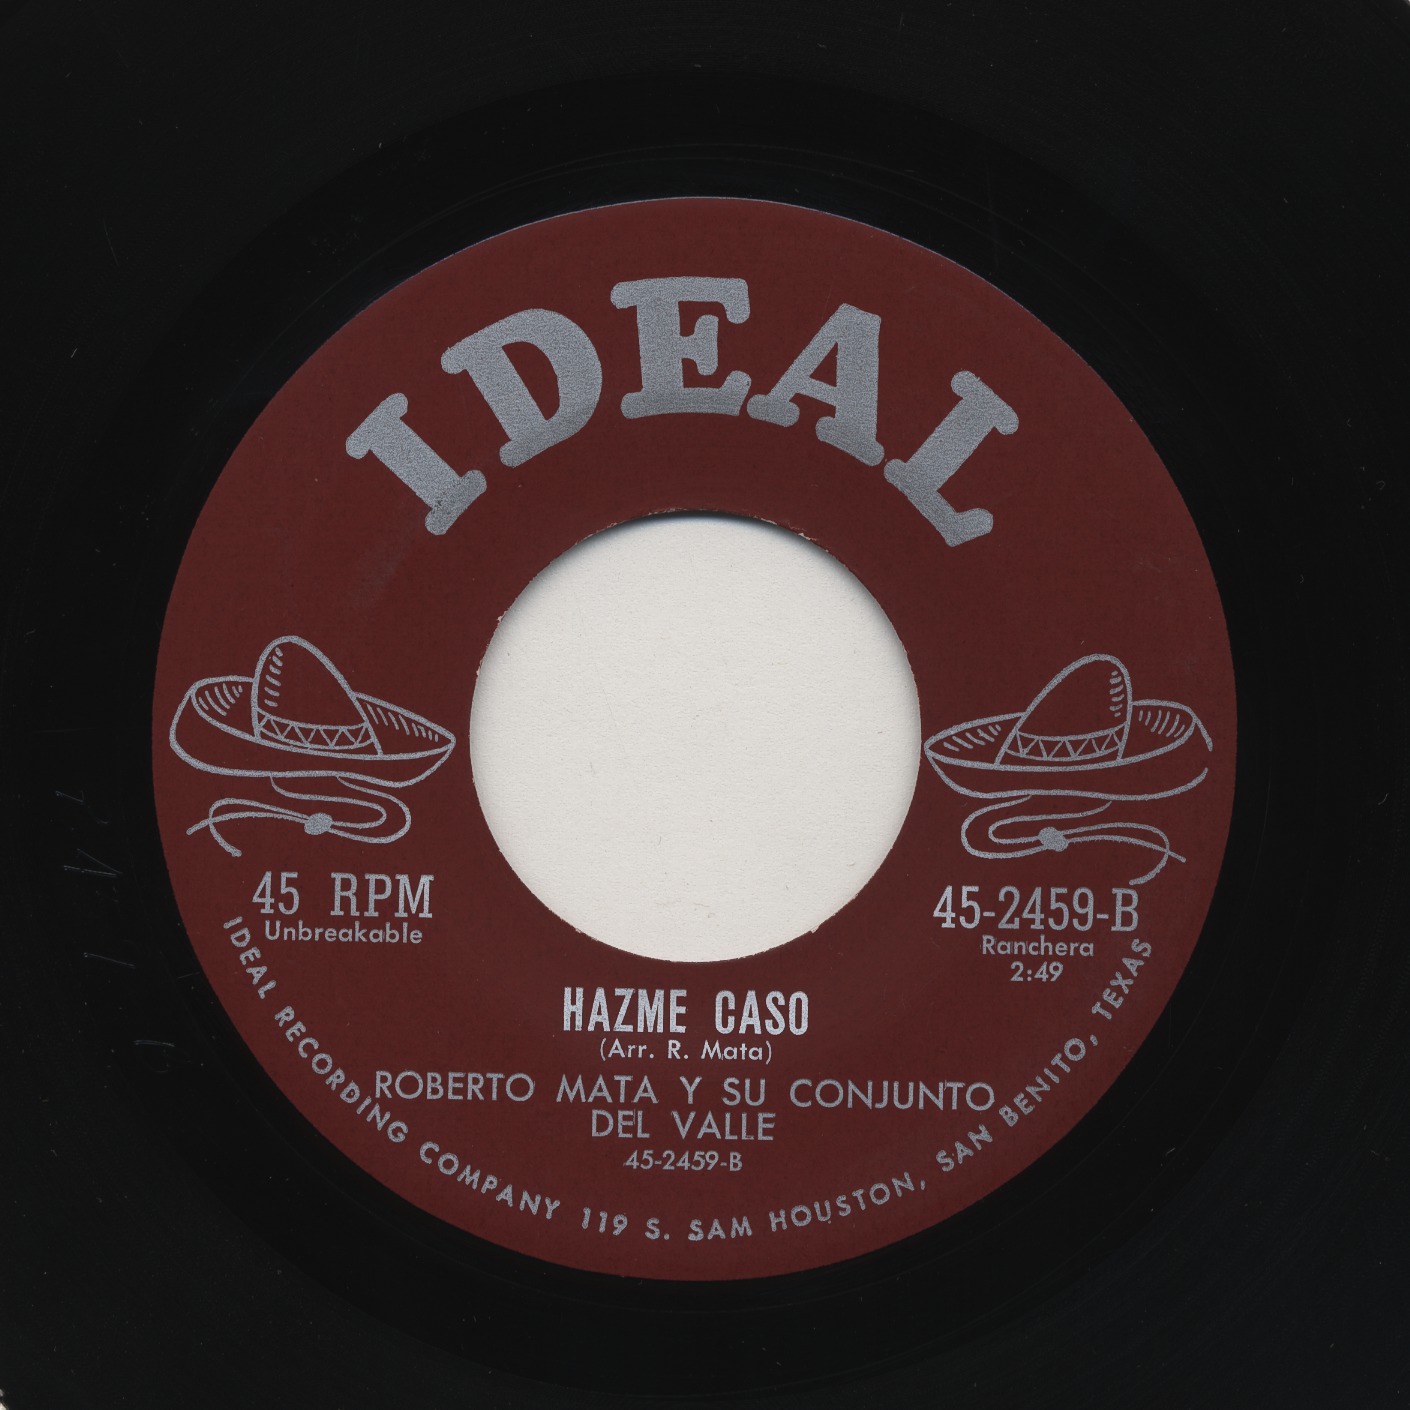 IDEAL
45 RPM
Unbreakable
45-2459-B
Ranchera
2:49
HAZME CASO
(Arr. R. Mata)
ROBERTO MATA Y SU CONJUNTO
DEL VALLE
45-2459-B
IDEAL RECORDING COMPANY 119 S. SAM HOUSTON, SAN BENITO, TEXAS